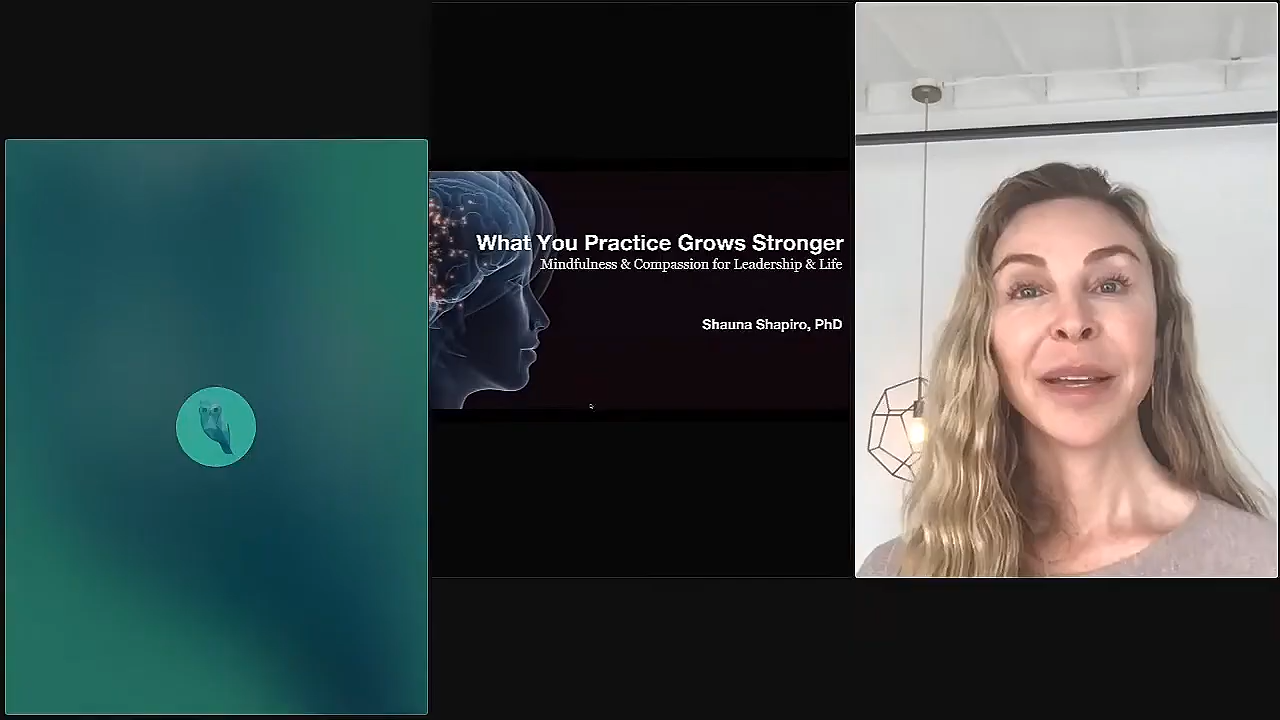 What You Practice Grows Stronger
Mindfulness & Compassion for Leadership & Life
Shauna Shapiro, PhD